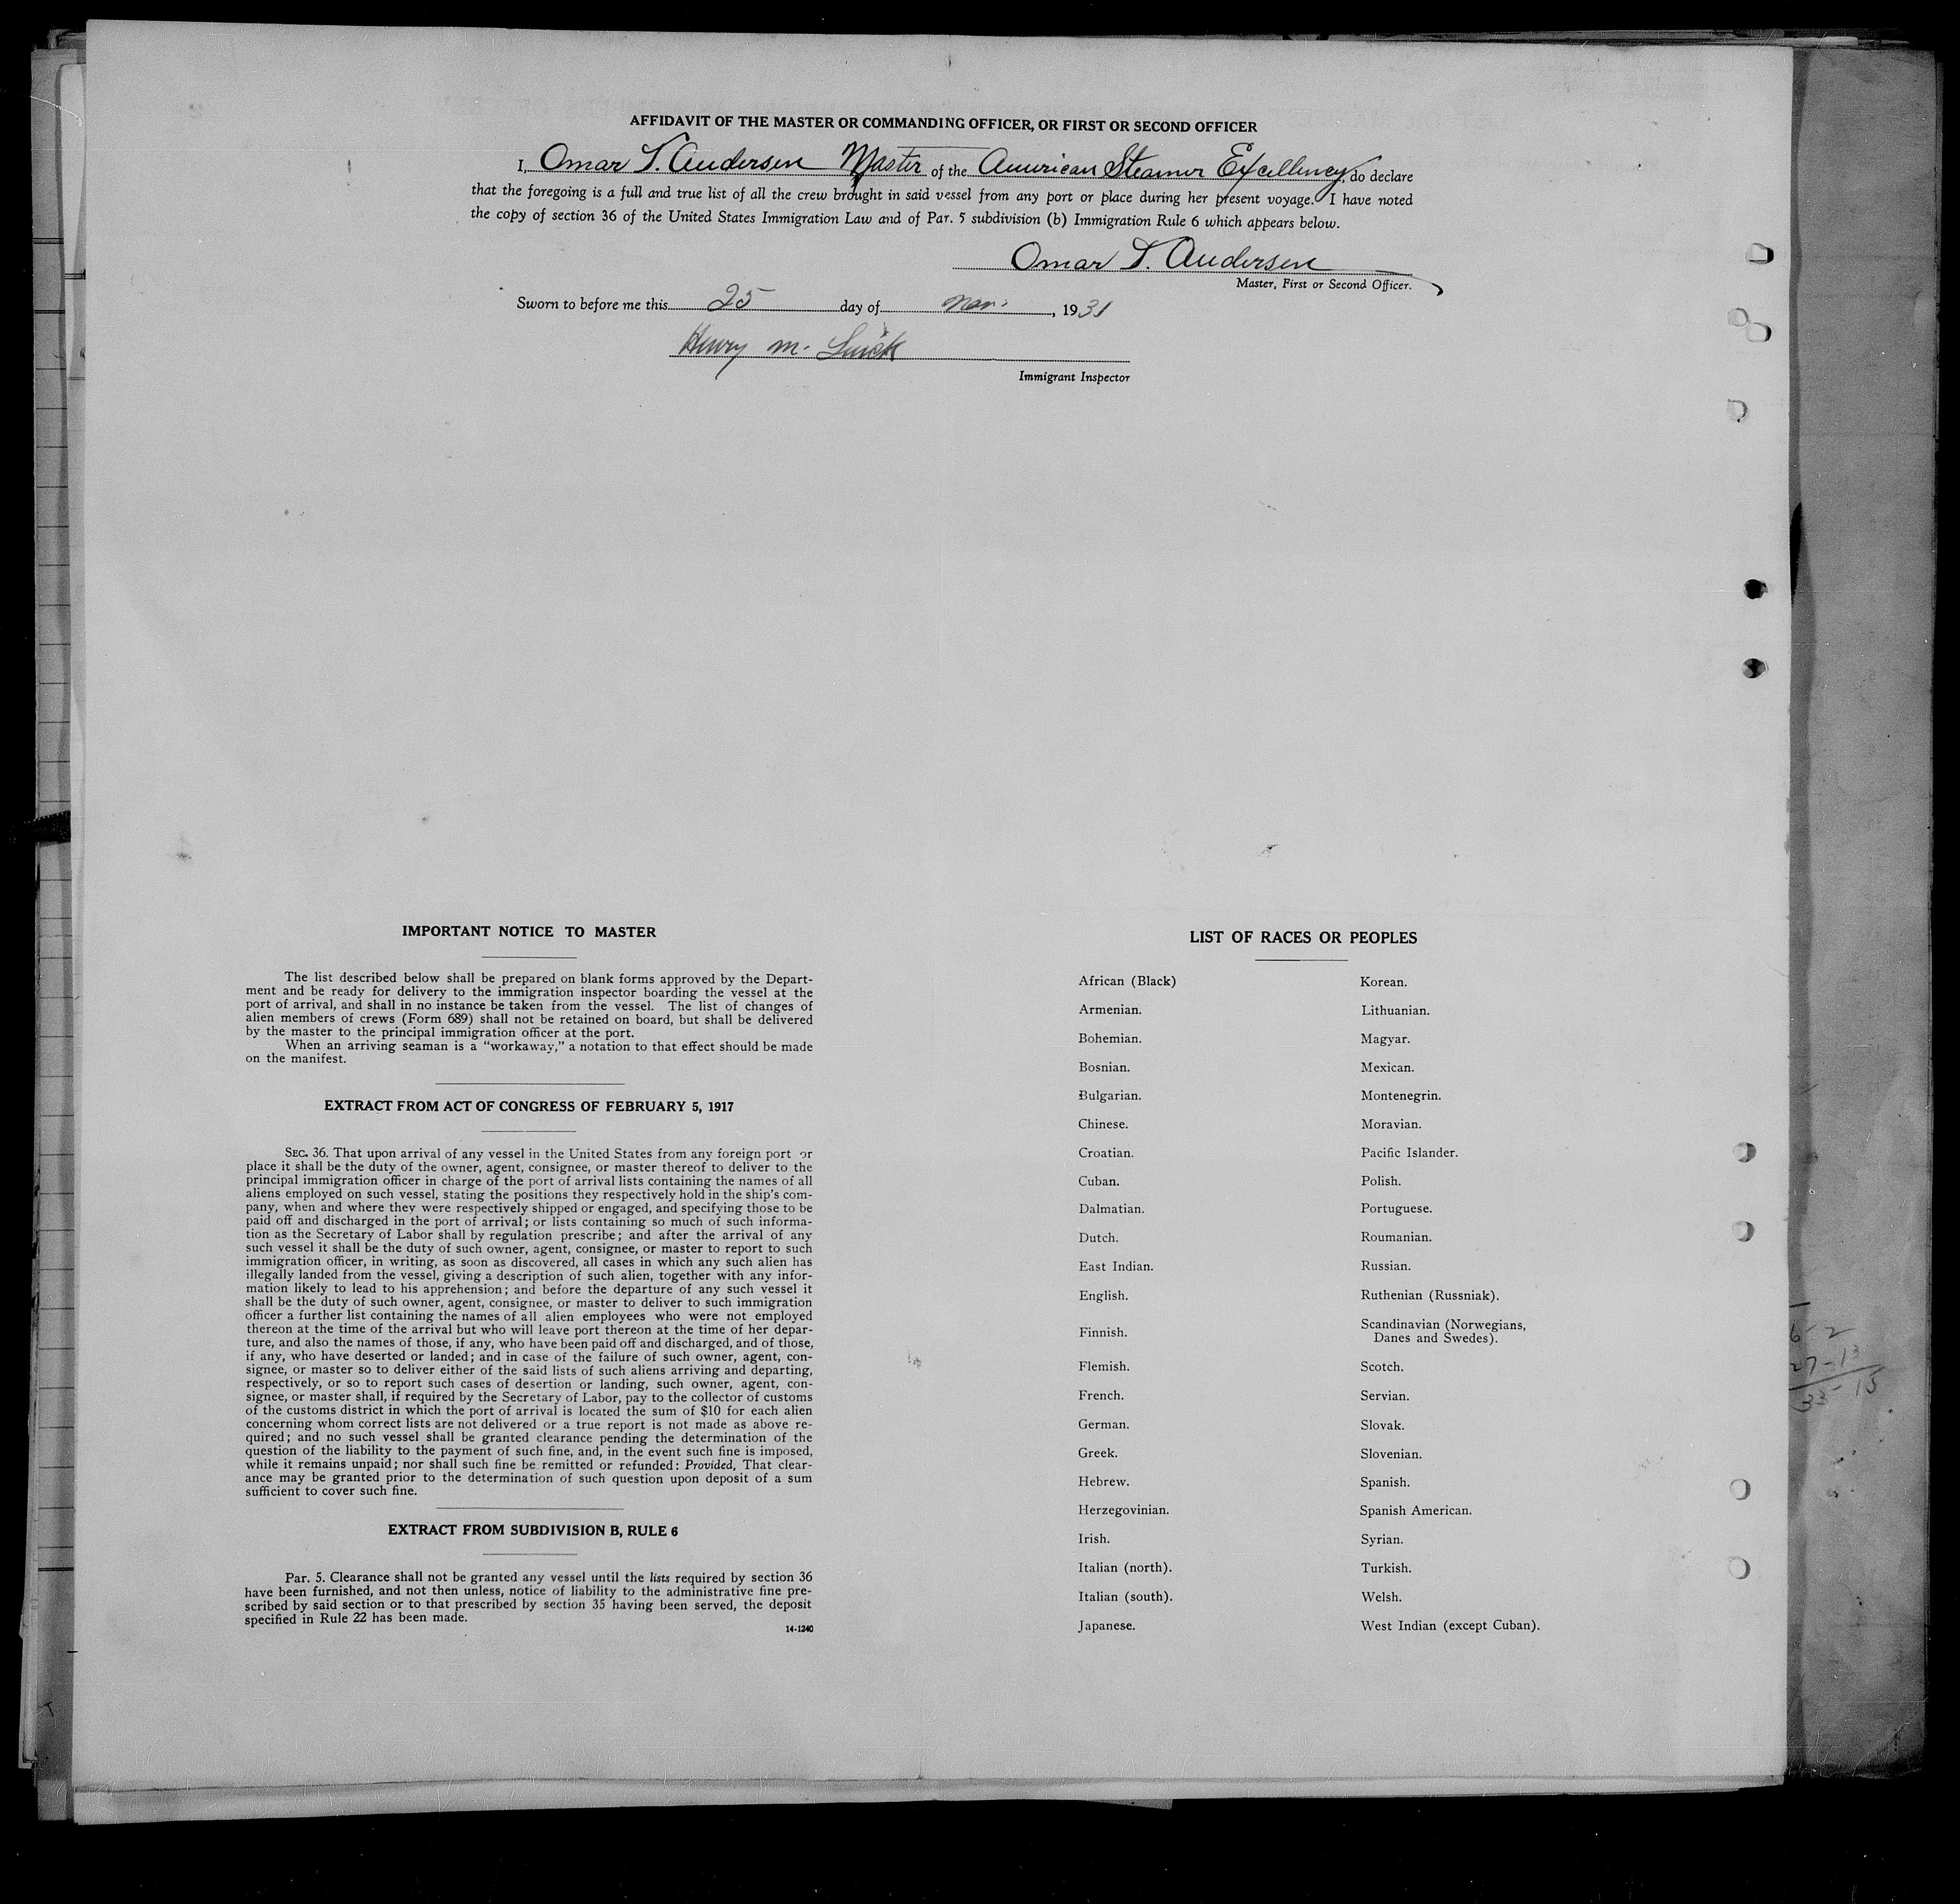 AFFIDAVIT OF THE MASTER OR COMMANDING OFFICER, OR FIRST OR SECOND OFFICER
I, Omar T. Andersen Master of the American Steamer Excellency, do declare
that the foregoing is a full and true list of all the crew brought in said vessel from any port or place during her present voyage. I have noted
the copy of section 36 of the United States Immigration Law and of Par. 5 subdivision (b) Immigration Rule 6 which appears below.
Omar T. Andersen
Master, First or Second Officer.
Sworn to before me this 25 day of , 1931
Henry M.
Immigrant Inspector
IMPORTANT NOTICE TO MASTER
The list described below shall be prepared on blank forms approved by the Depart-
ment and be ready for delivery to the immigration inspector boarding the vessel at the
port of arrival, and shall in no instance be taken from the vessel. The list of changes of
alien members of crews (Form 689) shall not be retained on board, but shall be delivered
by the master to the principal immigration officer at the port.
When an arriving seaman is a “workaway,” a notation to that effect should be made
on the manifest.
EXTRACT FROM ACT OF CONGRESS OF FEBRUARY 5, 1917
SEC. 36. That upon arrival of any vessel in the United States from any foreign port or
place it shall be the duty of the owner, agent, consignee, or master thereof to deliver to the
principal immigration officer in charge of the port of arrival lists containing the names of all
aliens employed on such vessel, stating the positions they respectively hold in the ship's com-
pany, when and where they were respectively shipped or engaged, and specifying those to be
paid off and discharged in the port of arrival; or lists containing so much of such informa-
tion as the Secretary of Labor shall by regulation prescribe; and after the arrival of any
such vessel it shall be the duty of such owner, agent, consignee, or master to report to such
immigration officer, in writing, as soon as discovered, all cases in which any such alien has
illegally landed from the vessel, giving a description of such alien, together with any infor-
mation likely to lead to his apprehension; and before the departure of any such vessel it
shall be the duty of such owner, agent, consignee, or master to deliver to such immigration
officer a further list containing the names of all alien employees who were not employed
thereon at the time of the arrival but who will leave port thereon at the time of her depar-
ture, and also the names of those, if any, who have been paid off and discharged, and of those,
if any, who have deserted or landed; and in case of the failure of such owner, agent, con-
signee, or master so to deliver either of the said lists of such aliens arriving and departing,
respectively, or so to report such cases of desertion or landing, such owner, agent, con-
signee, or master shall, if required by the Secretary of Labor, pay to the collector of customs
of the customs district in which the port of arrival is located the sum of $10 for each alien
concerning whom correct lists are not delivered or a true report is not made as above re-
quired; and no such vessel shall be granted clearance pending the determination of the
question of the liability to the payment of such fine, and, in the event such fine is imposed,
while it remains unpaid; nor shall such fine be remitted or refunded: Provided, That clear-
ance may be granted prior to the determination of such question upon deposit of a sum
sufficient to cover such fine.
EXTRACT FROM SUBDIVISION B, RULE 6
Par. 5. Clearance shall not be granted any vessel until the lists required by section 36
have been furnished, and not then unless, notice of liability to the administrative fine pre-
scribed by said section or to that prescribed by section 35 having been served, the deposit
specified in Rule 22 has been made.
14-1240
LIST OF RACES OR PEOPLES
African (Black)
Armenian.
Bohemian.
Bosnian.
Bulgarian.
Chinese.
Croatian.
Cuban.
Dalmatian.
Dutch.
East Indian.
English.
Finnish.
Flemish.
French.
German.
Greek.
Hebrew.
Herzegovinian.
Irish.
Italian (north).
Italian (south).
Japanese.
Korean.
Lithuanian.
Magyar.
Mexican.
Montenegrin.
Moravian.
Pacific Islander.
Polish.
Portuguese.
Roumanian.
Russian.
Ruthenian (Russniak).
Scandinavian (Norwegians,
Danes and Swedes).
Scotch.
Servian.
Slovak.
Slovenian.
Spanish.
Spanish American.
Syrian.
Turkish.
Welsh.
West Indian (except Cuban).
6-2
27-13
33 15